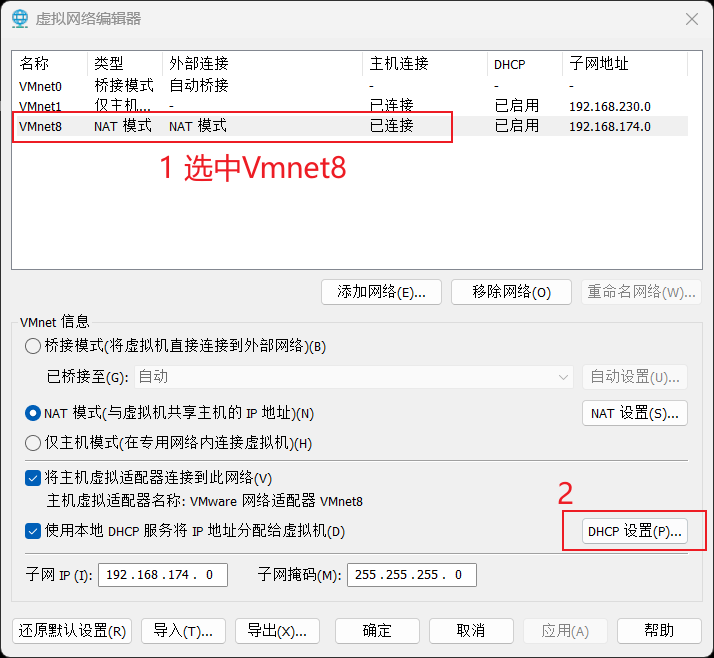 虚拟网络编辑器
名称 类型 外部连接 主机连接 DHCP 子网地址
VMnet0 桥接模式 自动桥接 - - -
VMnet1 仅主机... - 已连接 已启用 192.168.230.0
VMnet8 NAT 模式 NAT 模式 已连接 已启用 192.168.174.0
1 选中Vmnet8
添加网络(E)... 移除网络(O) 重命名网络(W)...
VMnet 信息
桥接模式(将虚拟机直接连接到外部网络)(B)
已桥接至(G): 自动 自动设置(U)...
NAT 模式(与虚拟机共享主机的 IP 地址)(N) NAT 设置(S)...
仅主机模式(在专用网络内连接虚拟机)(H)
将主机虚拟适配器连接到此网络(V)
主机虚拟适配器名称: VMware 网络适配器 VMnet8
2
使用本地 DHCP 服务将 IP 地址分配给虚拟机(D) DHCP 设置(P)...
子网 IP (I): 192.168.174. 0 子网掩码(M): 255.255.255. 0
还原默认设置(R) 导入(T)... 导出(X)... 确定 取消 应用(A) 帮助